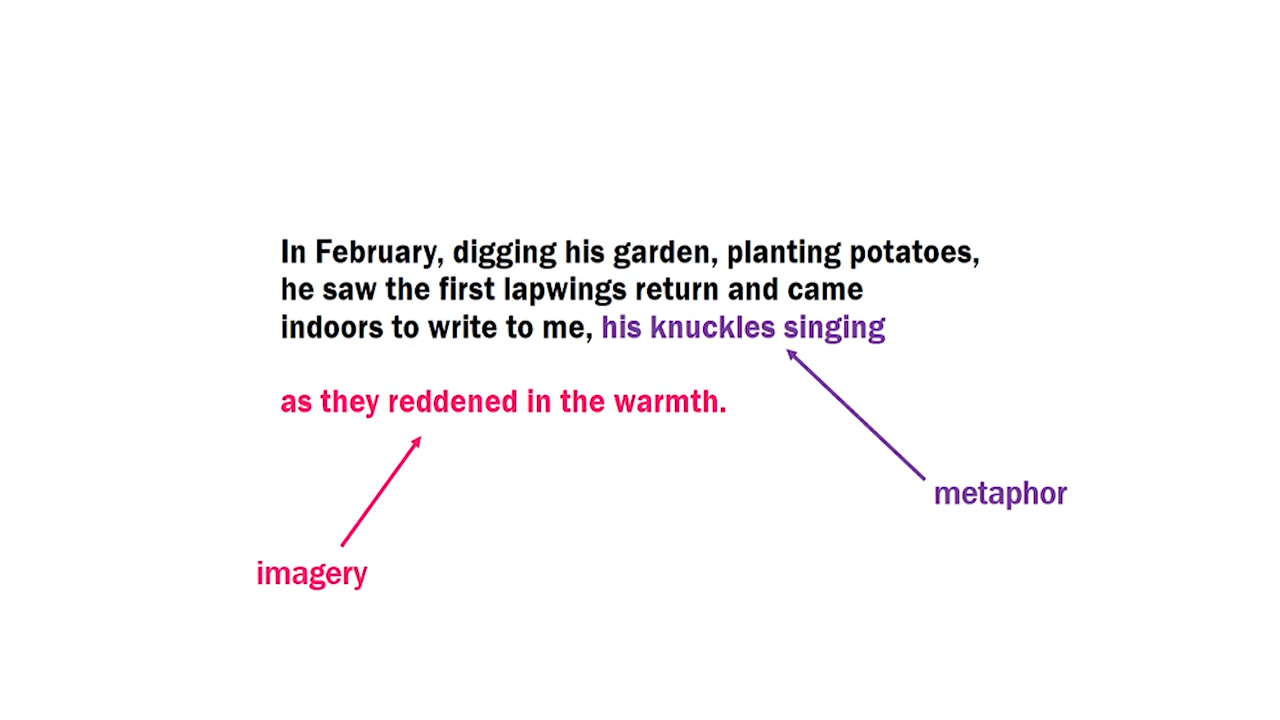 In February, digging his garden, planting potatoes,
he saw the first lapwings return and came
indoors to write to me, his knuckles singing
as they reddened in the warmth.
metaphor
imagery